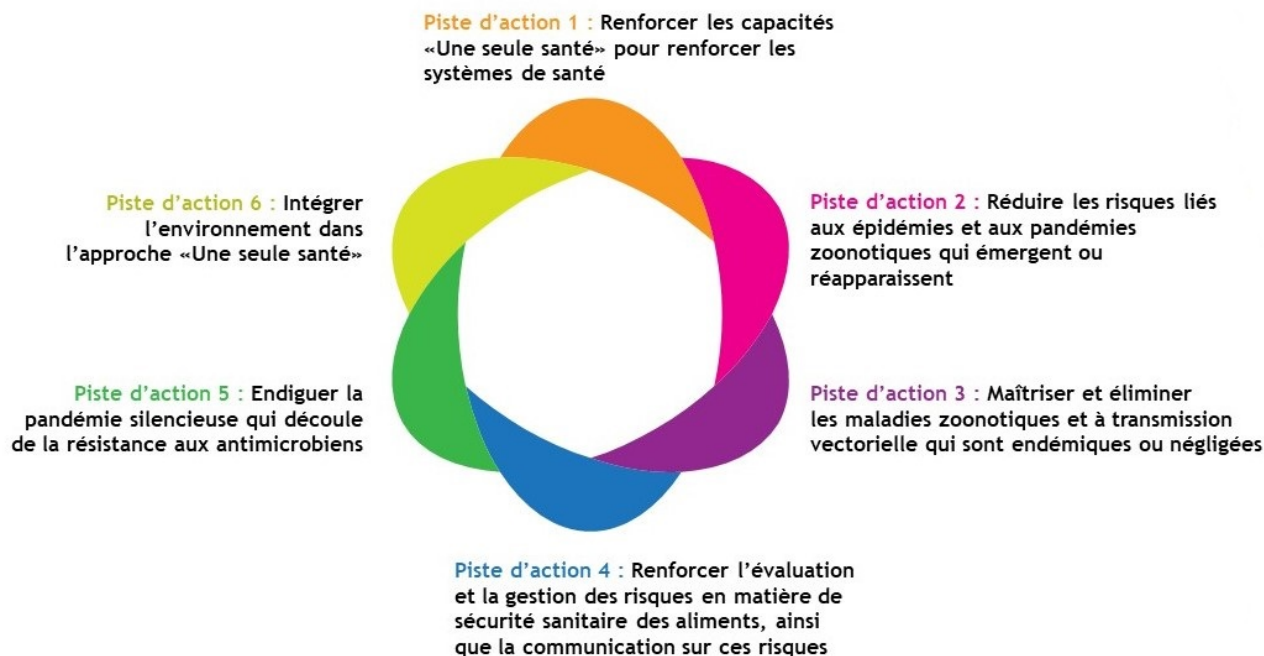 Piste d’action 1 : Renforcer les capacités
«Une seule santé» pour renforcer les
systèmes de santé
Piste d’action 2 : Réduire les risques liés
aux épidémies et aux pandémies
zoonotiques qui émergent ou
réapparaissent
Piste d’action 3 : Maîtriser et éliminer
les maladies zoonotiques et à transmission
vectorielle qui sont endémiques ou négligées
Piste d’action 4 : Renforcer l’évaluation
et la gestion des risques en matière de
sécurité sanitaire des aliments, ainsi
que la communication sur ces risques
Piste d’action 5 : Endiguer la
pandémie silencieuse qui découle
de la résistance aux antimicrobiens
Piste d’action 6 : Intégrer
l’environnement dans
l’approche «Une seule santé»